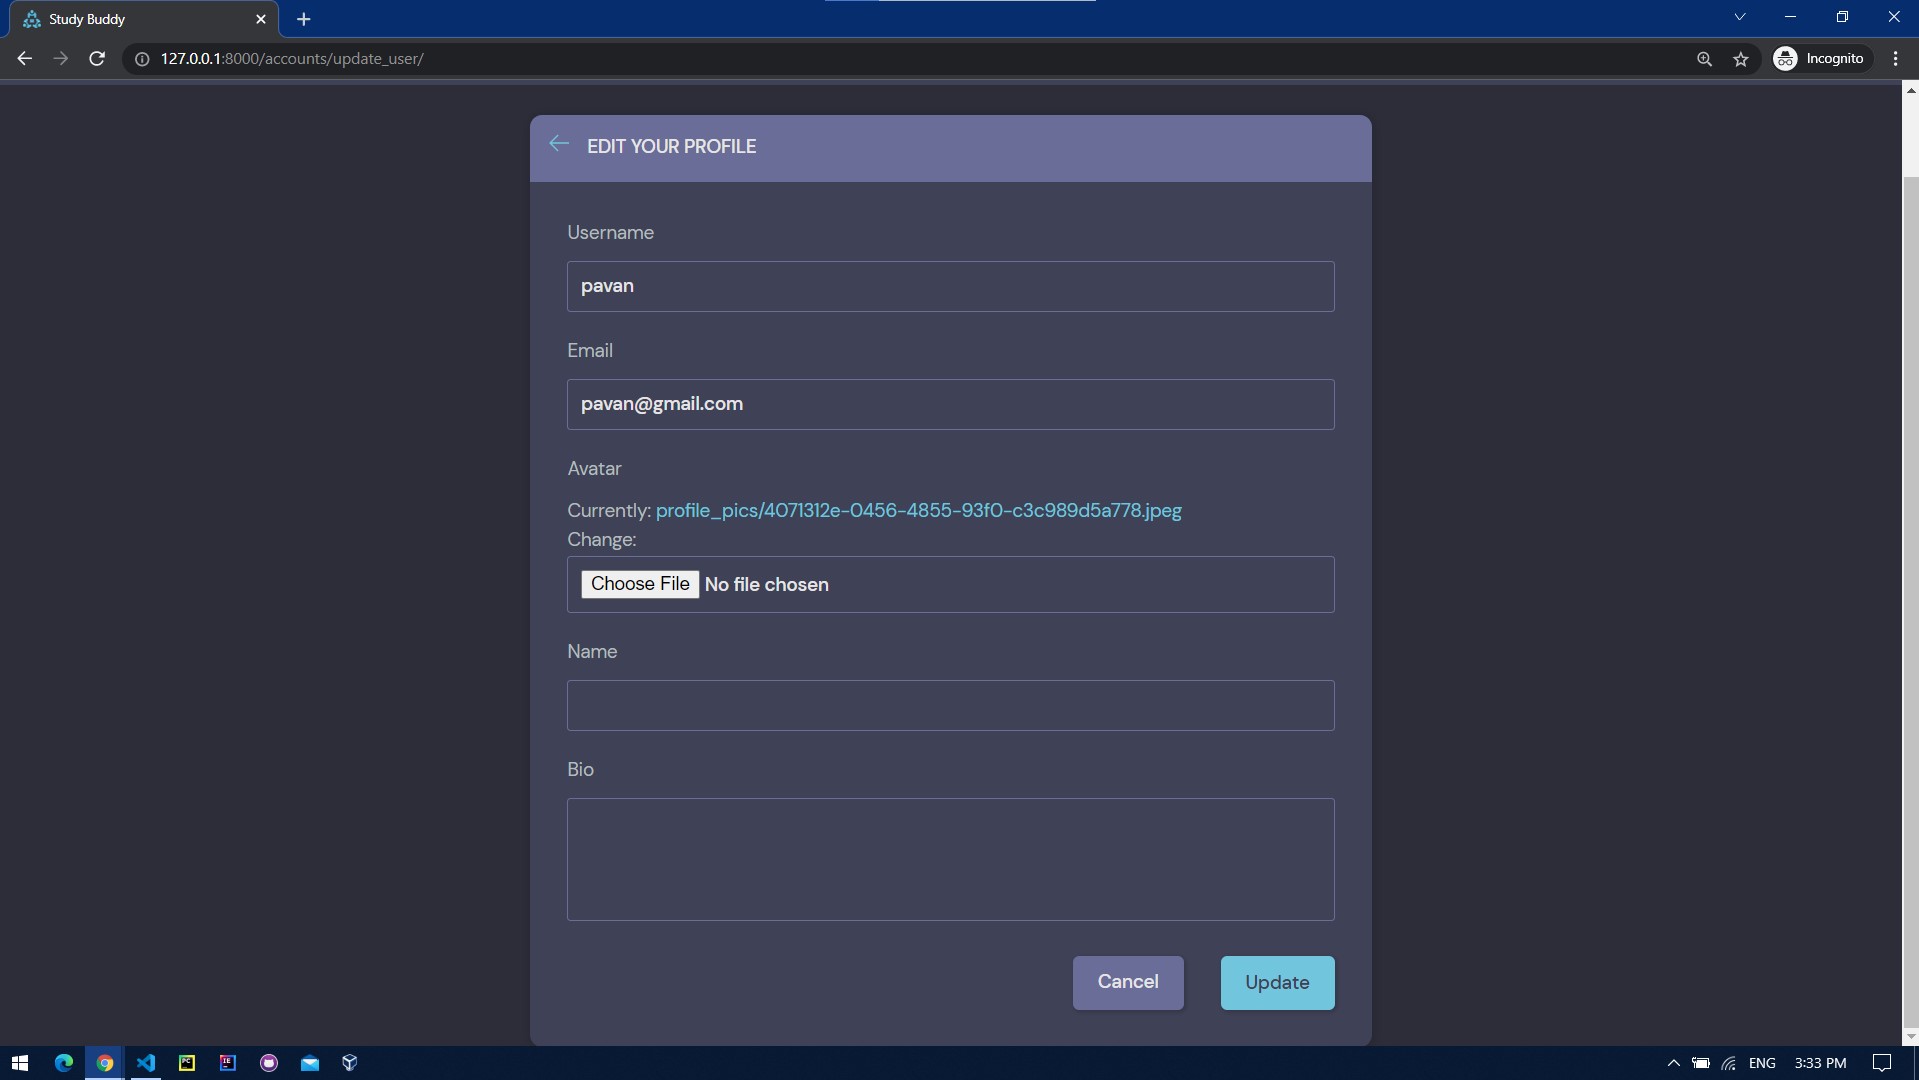 Study Buddy
127.0.0.1:8000/accounts/update_user/
Incognito
EDIT YOUR PROFILE
Username
pavan
Email
pavan@gmail.com
Avatar
Currently: profile_pics/4071312e-0456-4855-93f0-c3c989d5a778.jpeg
Change:
Choose File No file chosen
Name
Bio
Cancel Update
ENG 3:33 PM